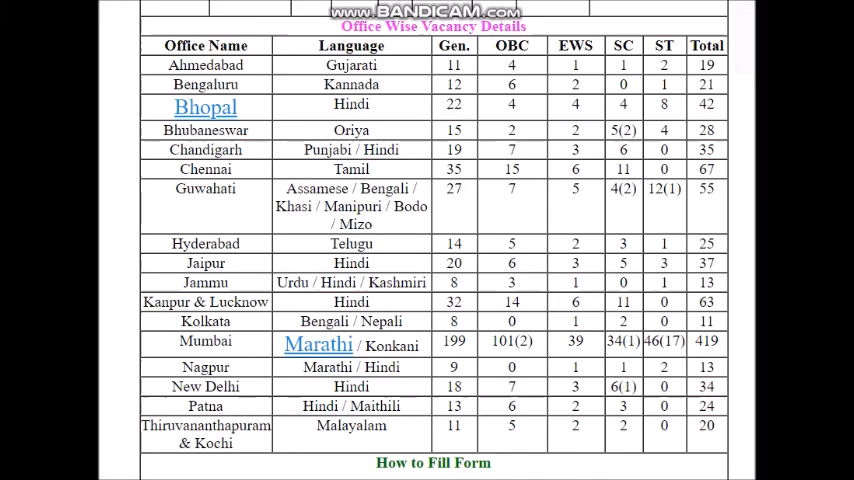 WWW.BANDICAM.COM
Office Wise Vacancy Details
Office Name Language Gen. OBC EWS SC ST Total
Ahmedabad Gujarati 11 4 1 1 2 19
Bengaluru Kannada 12 6 2 0 1 21
Bhopal Hindi 22 4 4 4 8 42
Bhubaneswar Oriya 15 2 2 5(2) 4 28
Chandigarh Punjabi / Hindi 19 7 3 6 0 35
Chennai Tamil 35 15 6 11 0 67
Guwahati Assamese / Bengali / 27 7 5 4(2) 12(1) 55
Khasi / Manipuri / Bodo
/ Mizo
Hyderabad Telugu 14 5 2 3 1 25
Jaipur Hindi 20 6 3 5 3 37
Jammu Urdu / Hindi / Kashmiri 8 3 1 0 1 13
Kanpur & Lucknow Hindi 32 14 6 11 0 63
Kolkata Bengali / Nepali 8 0 1 2 0 11
Mumbai Marathi / Konkani 199 101(2) 39 34(1) 46(17) 419
Nagpur Marathi / Hindi 9 0 1 1 2 13
New Delhi Hindi 18 7 3 6(1) 0 34
Patna Hindi / Maithili 13 6 2 3 0 24
Thiruvananthapuram Malayalam 11 5 2 2 0 20
& Kochi
How to Fill Form